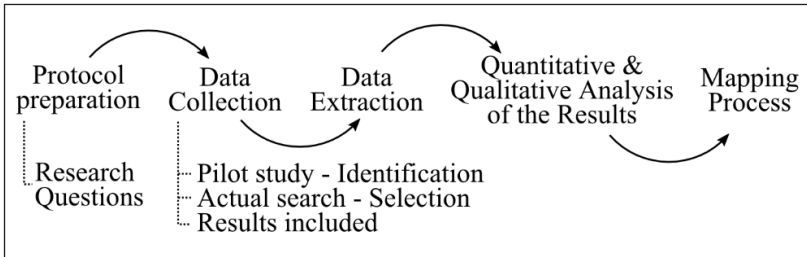 Protocol
preparation
Research
Questions
Data
Collection
Pilot study - Identification
Actual search - Selection
Results included
Data
Extraction
Quantitative &
Qualitative Analysis
of the Results
Mapping
Process